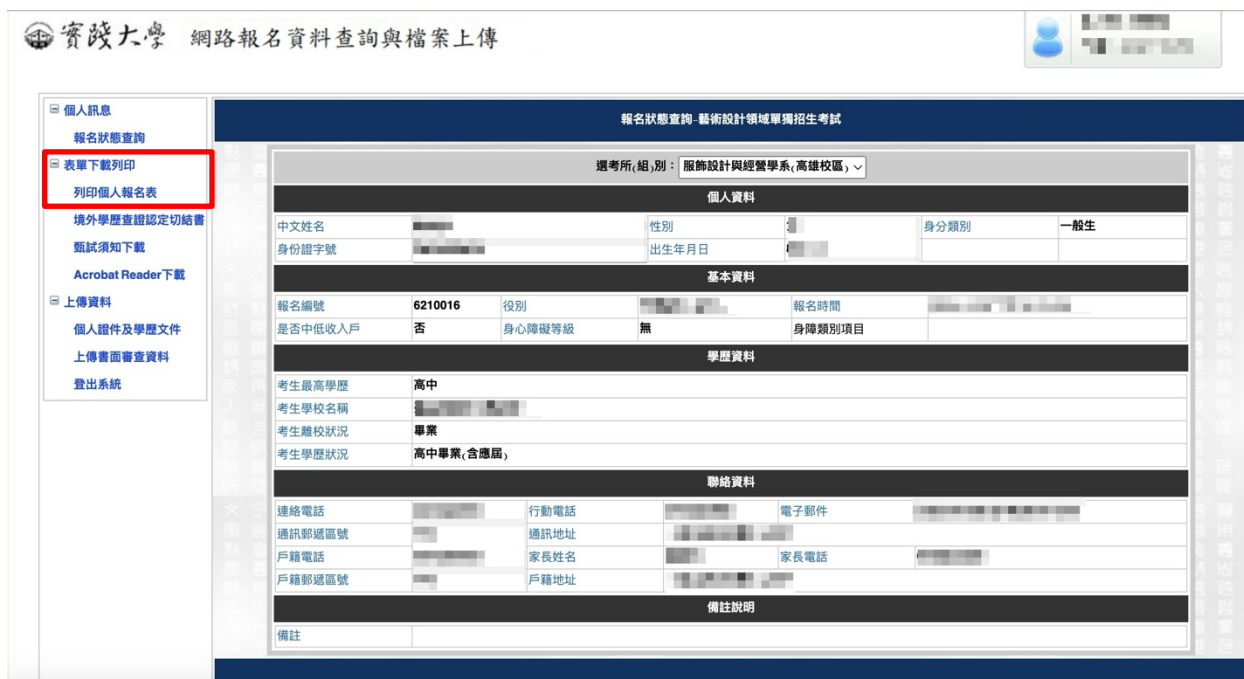 實踐大學 網路報名資料查詢與檔案上傳
個人訊息
報名狀態查詢
表單下載列印
列印個人報名表
境外學歷查證認定切結書
甄試須知下載
Acrobat Reader下載
上傳資料
個人證件及學歷文件
上傳書面審查資料
登出系統
報名狀態查詢-藝術設計領域單獨招生考試
選考所(組)別： 服飾設計與經營學系(高雄校區)
個人資料
中文姓名 性別 身分類別 一般生
身份證字號 出生年月日
基本資料
報名編號 6210016 役別 報名時間
是否中低收入戶 否 身心障礙等級 無 身障類別項目
學歷資料
考生最高學歷 高中
考生學校名稱
考生離校狀況 畢業
考生學歷狀況 高中畢業(含應屆)
聯絡資料
連絡電話 行動電話 電子郵件
通訊郵遞區號 通訊地址
戶籍電話 家長姓名 家長電話
戶籍郵遞區號 戶籍地址
備註說明
備註